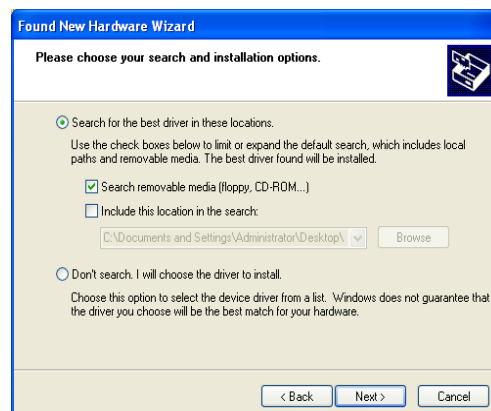 Found New Hardware Wizard
Please choose your search and installation options.
Search for the best driver in these locations.
Use the check boxes below to limit or expand the default search, which includes local
paths and removable media. The best driver found will be installed.
Search removable media (floppy, CD-ROM...)
Include this location in the search:
C:\Documents and Settings\Administrator\Desktop\
Browse
Don't search. I will choose the driver to install.
Choose this option to select the device driver from a list. Windows does not guarantee that
the driver you choose will be the best match for your hardware.
< Back
Next >
Cancel